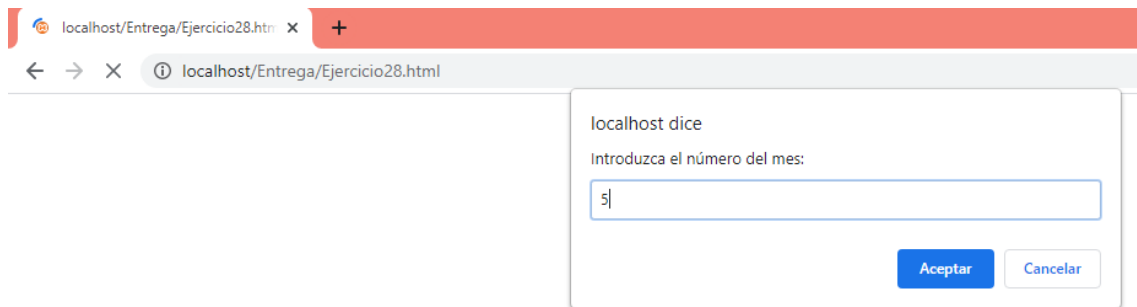 localhost/Entrega/Ejercicio28.htm
localhost/Entrega/Ejercicio28.html
localhost dice
Introduzca el número del mes:
5
Aceptar Cancelar